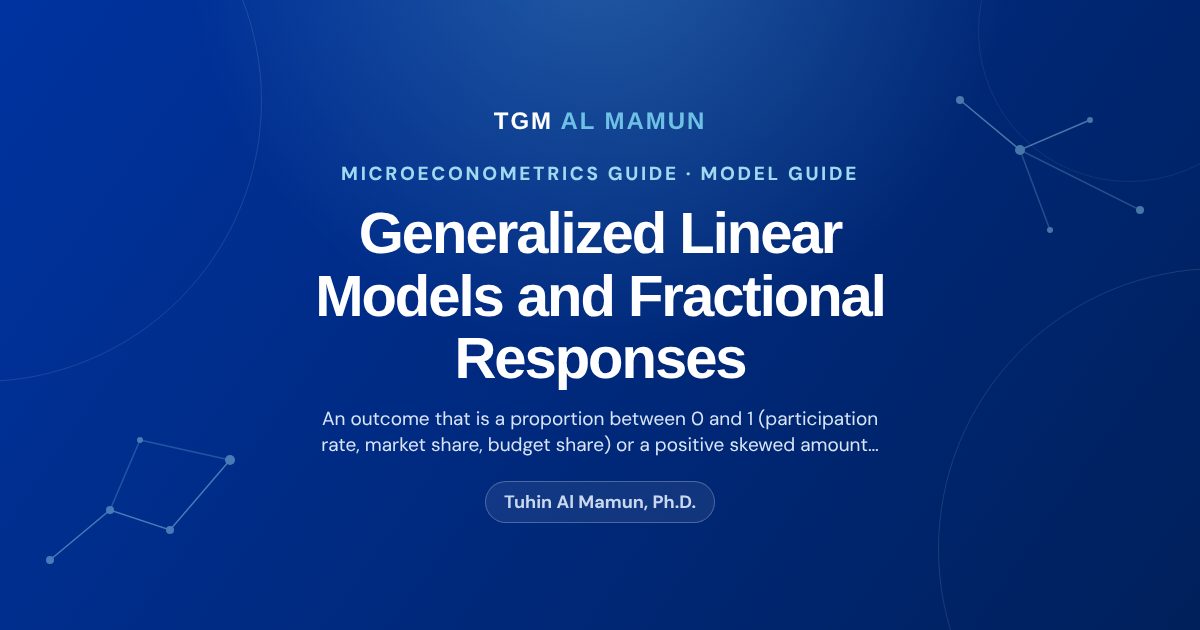 TGM AL MAMUN
MICROECONOMETRICS GUIDE · MODEL GUIDE
Generalized Linear
Models and Fractional
Responses
An outcome that is a proportion between 0 and 1 (participation
rate, market share, budget share) or a positive skewed amount…
Tuhin Al Mamun, Ph.D.